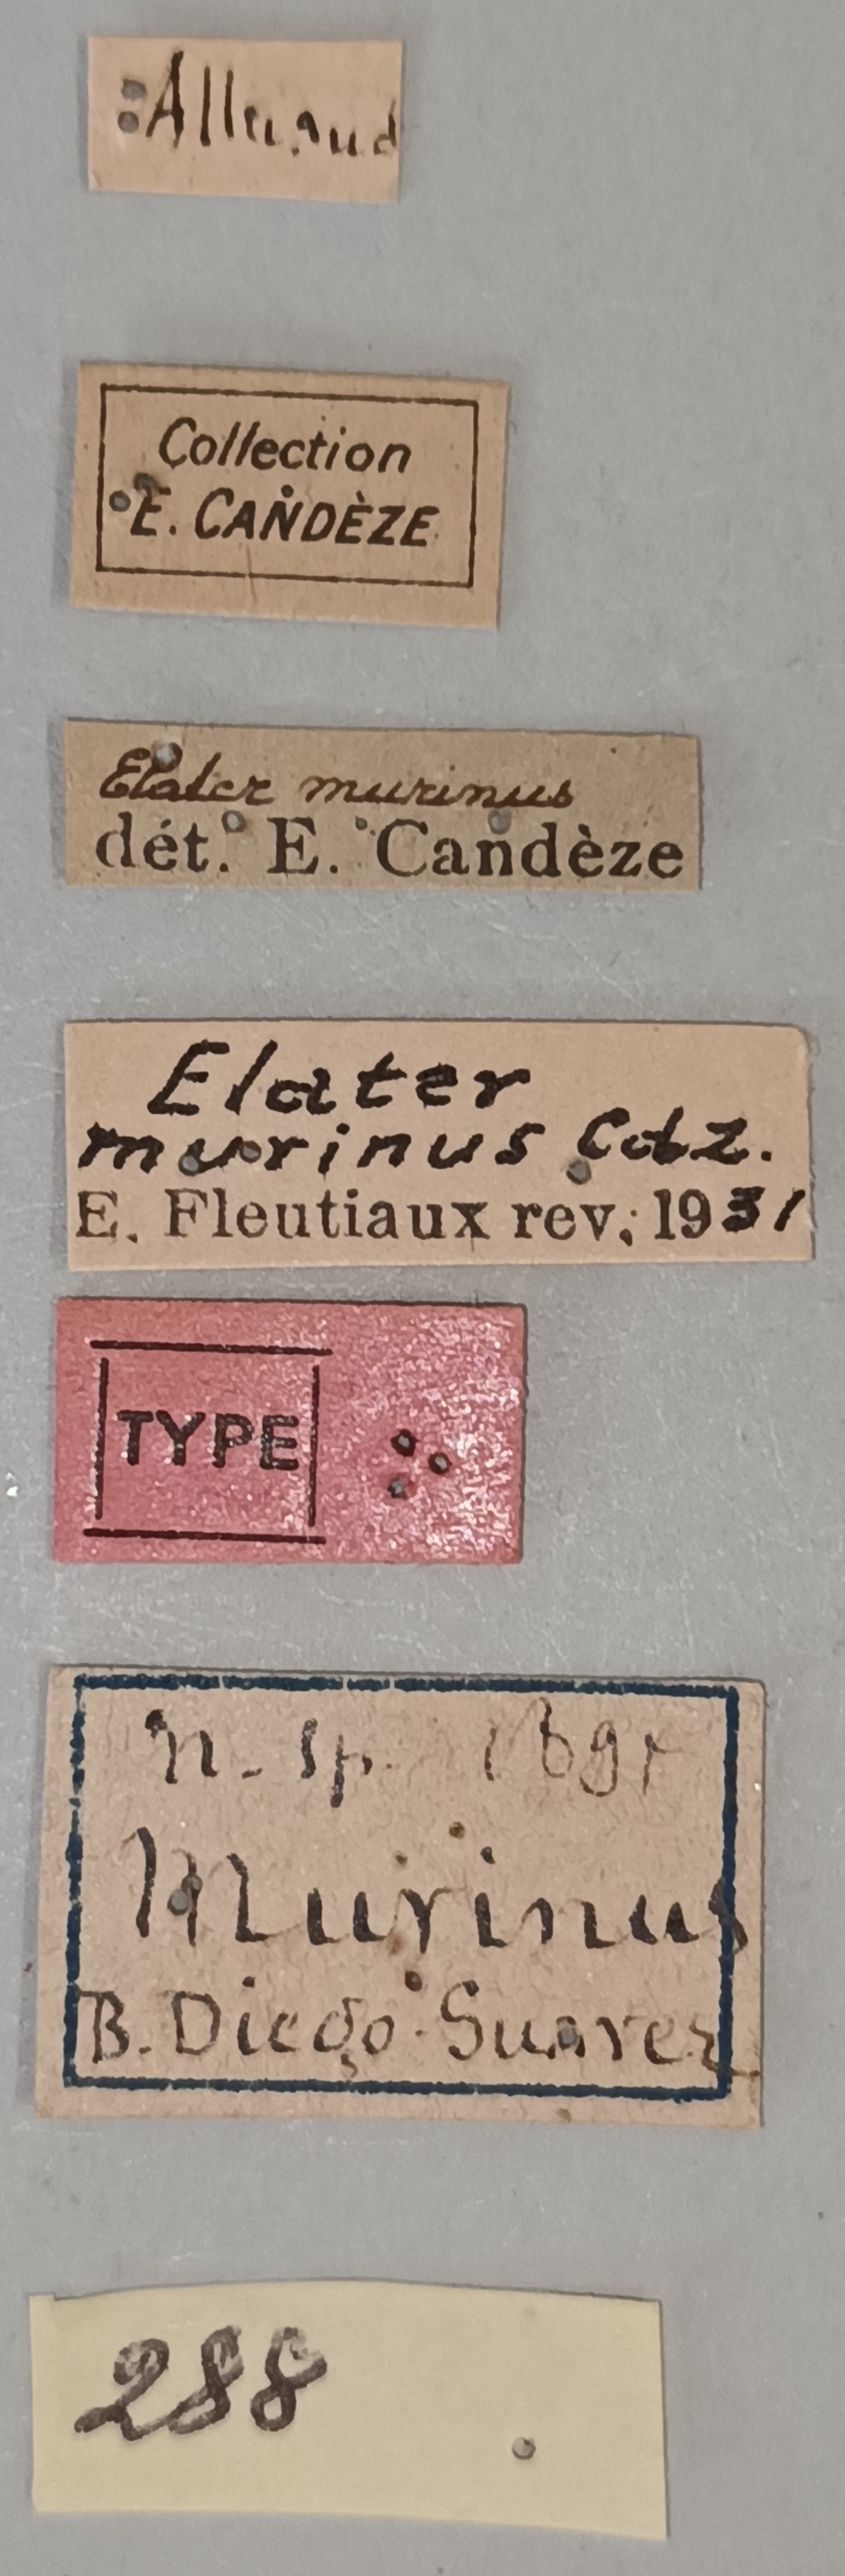 Alluaud
Collection
E. CANDÈZE
Elater murinus
dét. E. Candèze
Elater
murinus Cdz.
E. Fleutiaux rev. 1931
TYPE
n. sp.
Murinus
B. Diego-Suarez
288